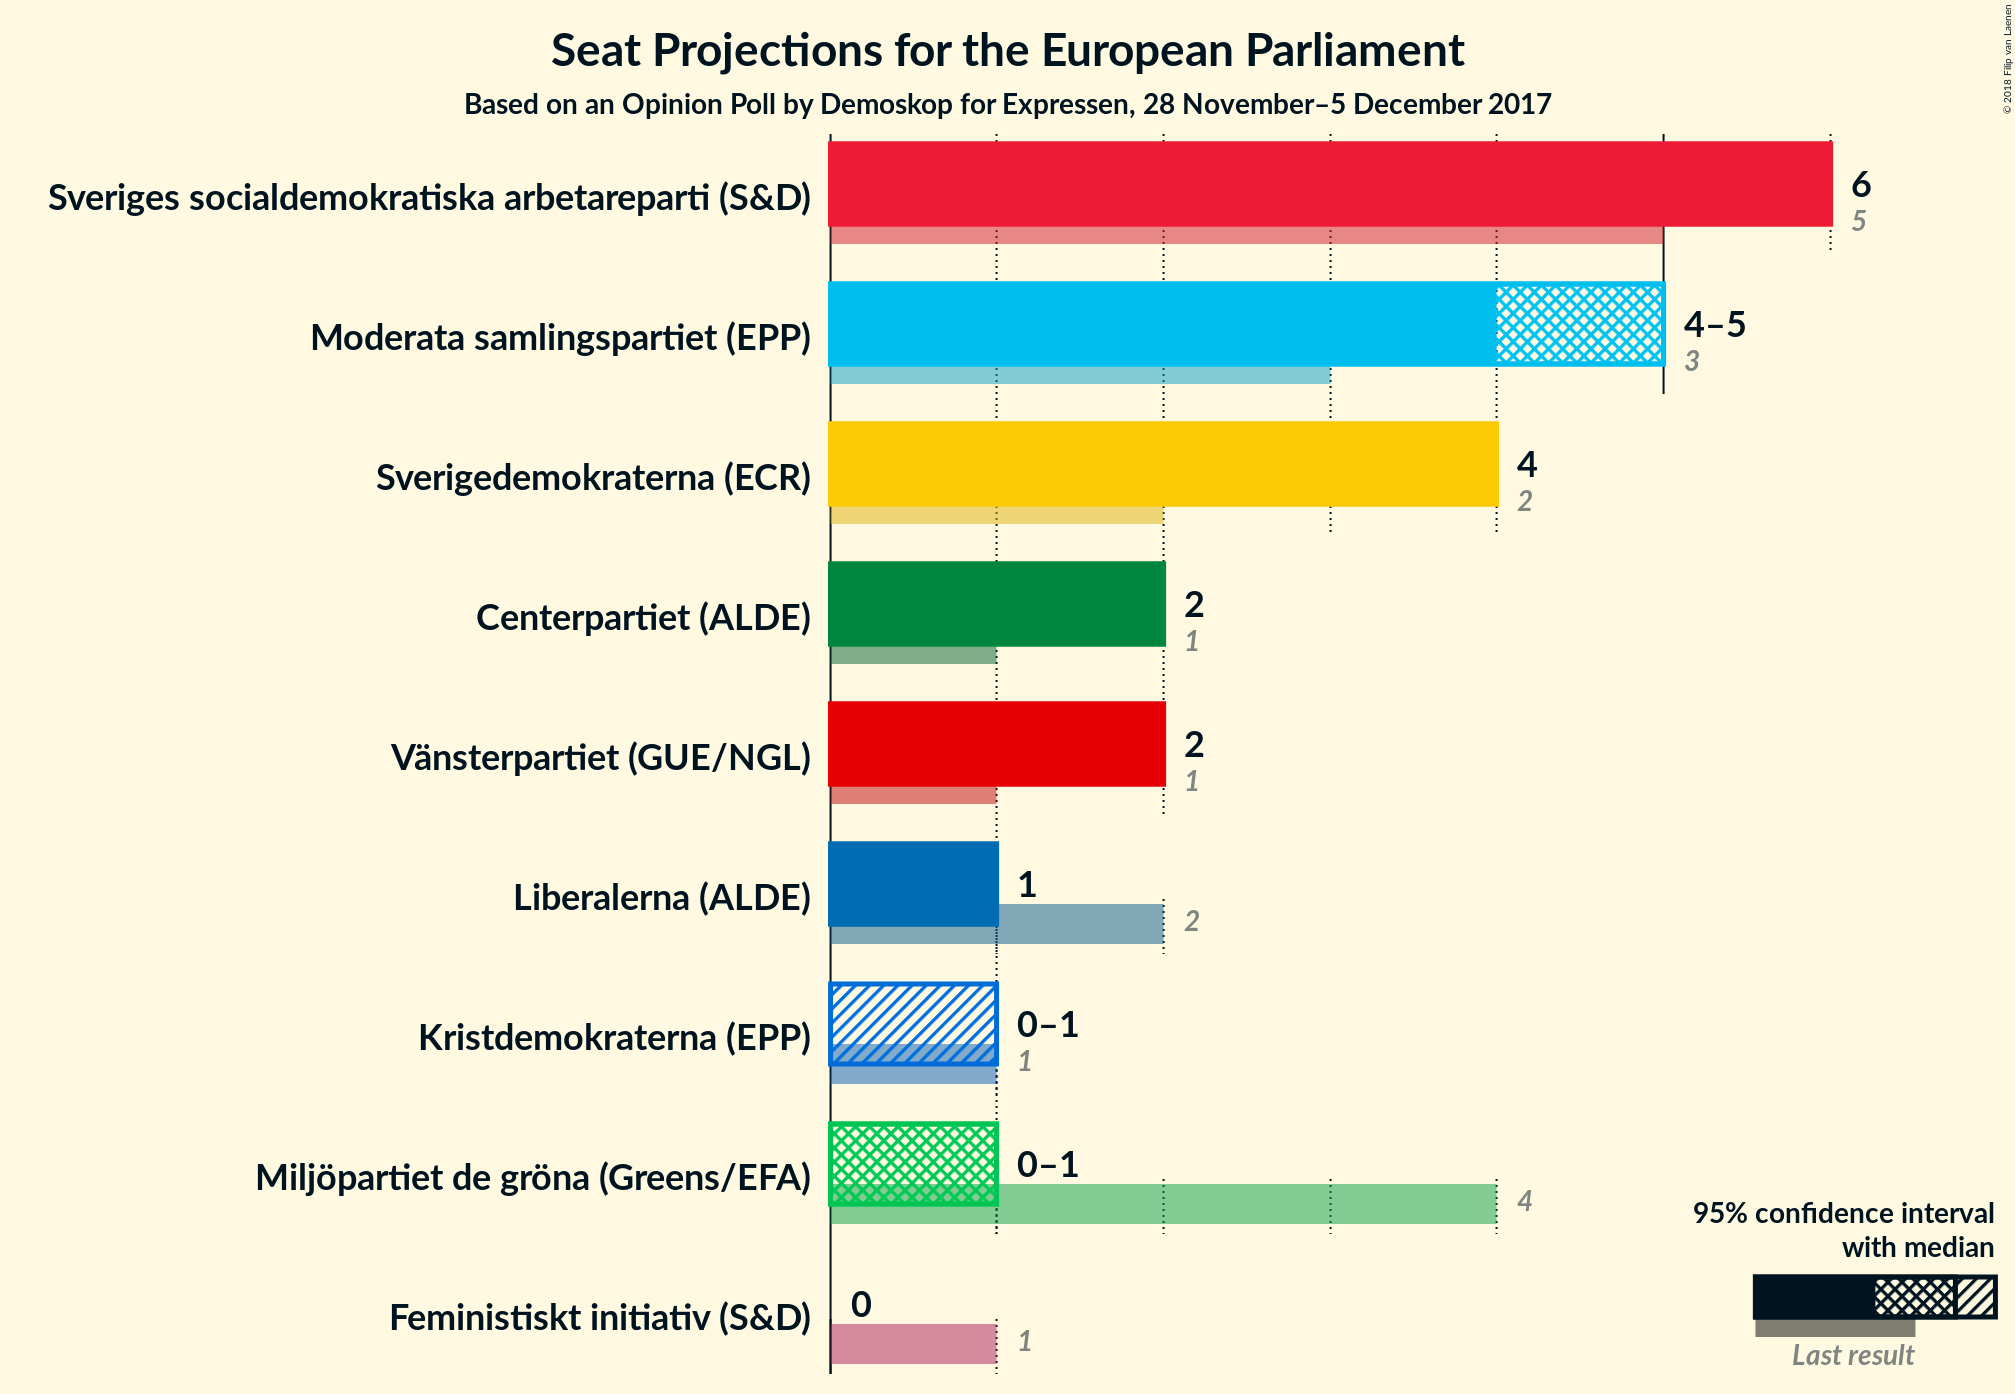 Seat Projections for the European Parliament
Based on an Opinion Poll by Demoskop for Expressen, 28 November–5 December 2017
© 2018 Filip van Laenen
Sveriges socialdemokratiska arbetareparti (S&D)
6
5
Moderata samlingspartiet (EPP)
4–5
3
Sverigedemokraterna (ECR)
4
2
Centerpartiet (ALDE)
2
1
Vänsterpartiet (GUE/NGL)
2
1
Liberalerna (ALDE)
1
2
Kristdemokraterna (EPP)
0–1
1
Miljöpartiet de gröna (Greens/EFA)
0–1
4
Feministiskt initiativ (S&D)
0
1
95% confidence interval
with median
Last result